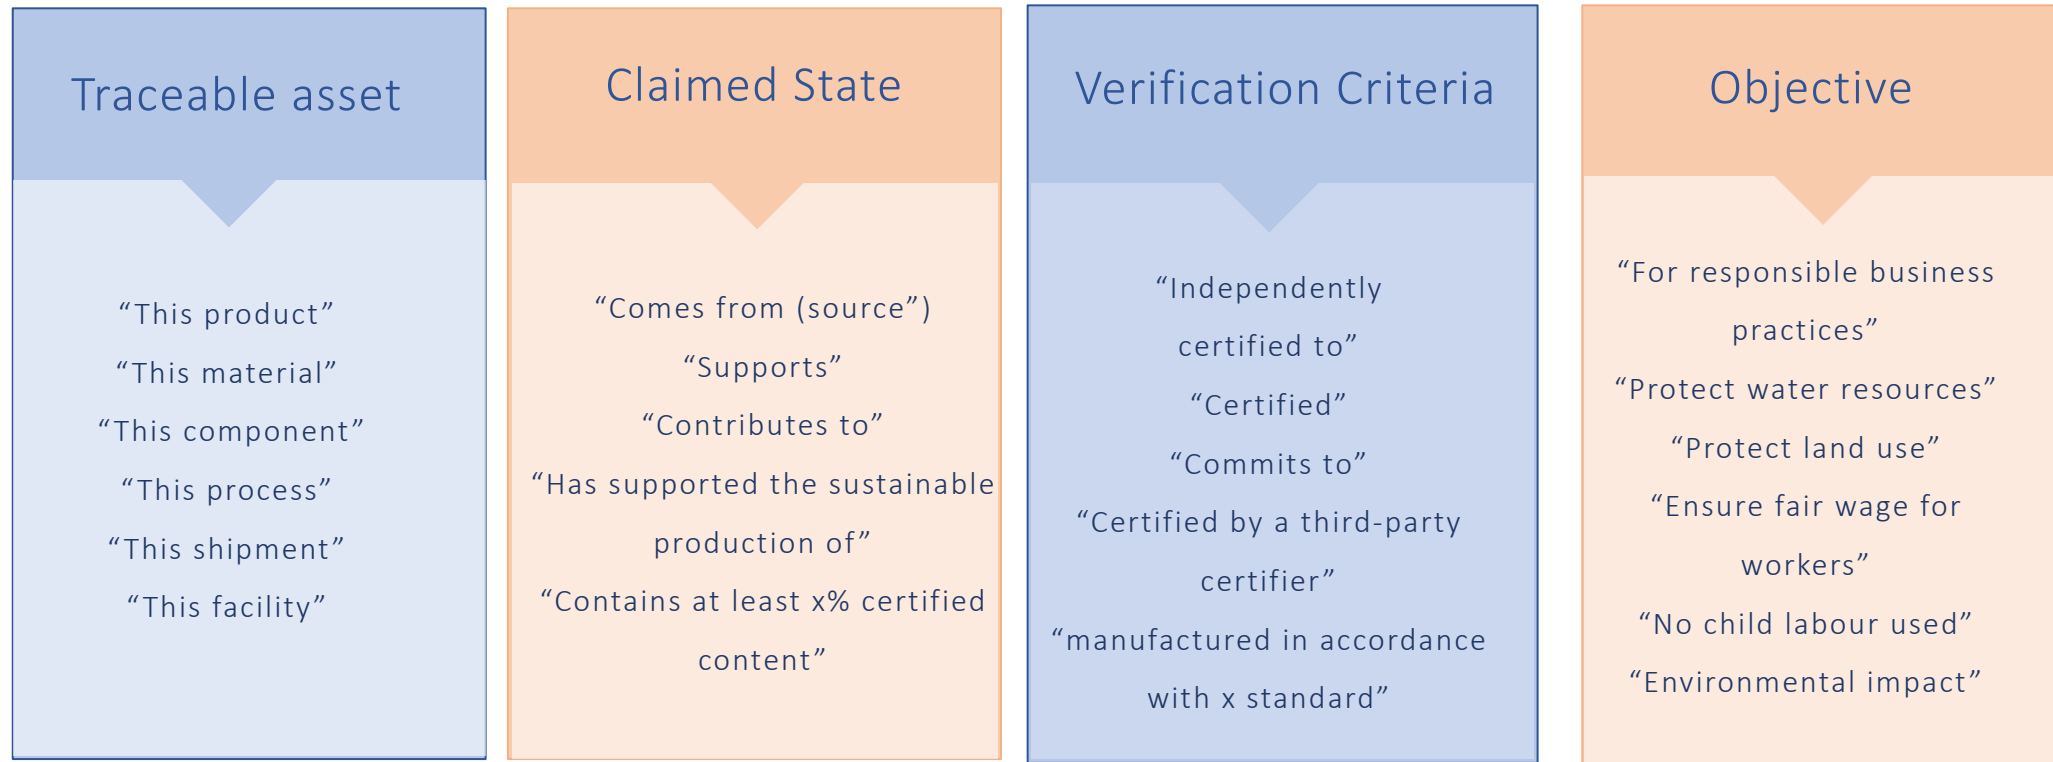 Traceable asset
“This product”
“This material”
“This component”
“This process”
“This shipment”
“This facility”
Claimed State
“Comes from (source”)
“Supports”
“Contributes to”
“Has supported the sustainable
production of”
“Contains at least x% certified
content”
Verification Criteria
“Independently
certified to”
“Certified”
“Commits to”
“Certified by a third-party
certifier”
“manufactured in accordance
with x standard”
Objective
“For responsible business
practices”
“Protect water resources”
“Protect land use”
“Ensure fair wage for
workers”
“No child labour used”
“Environmental impact”